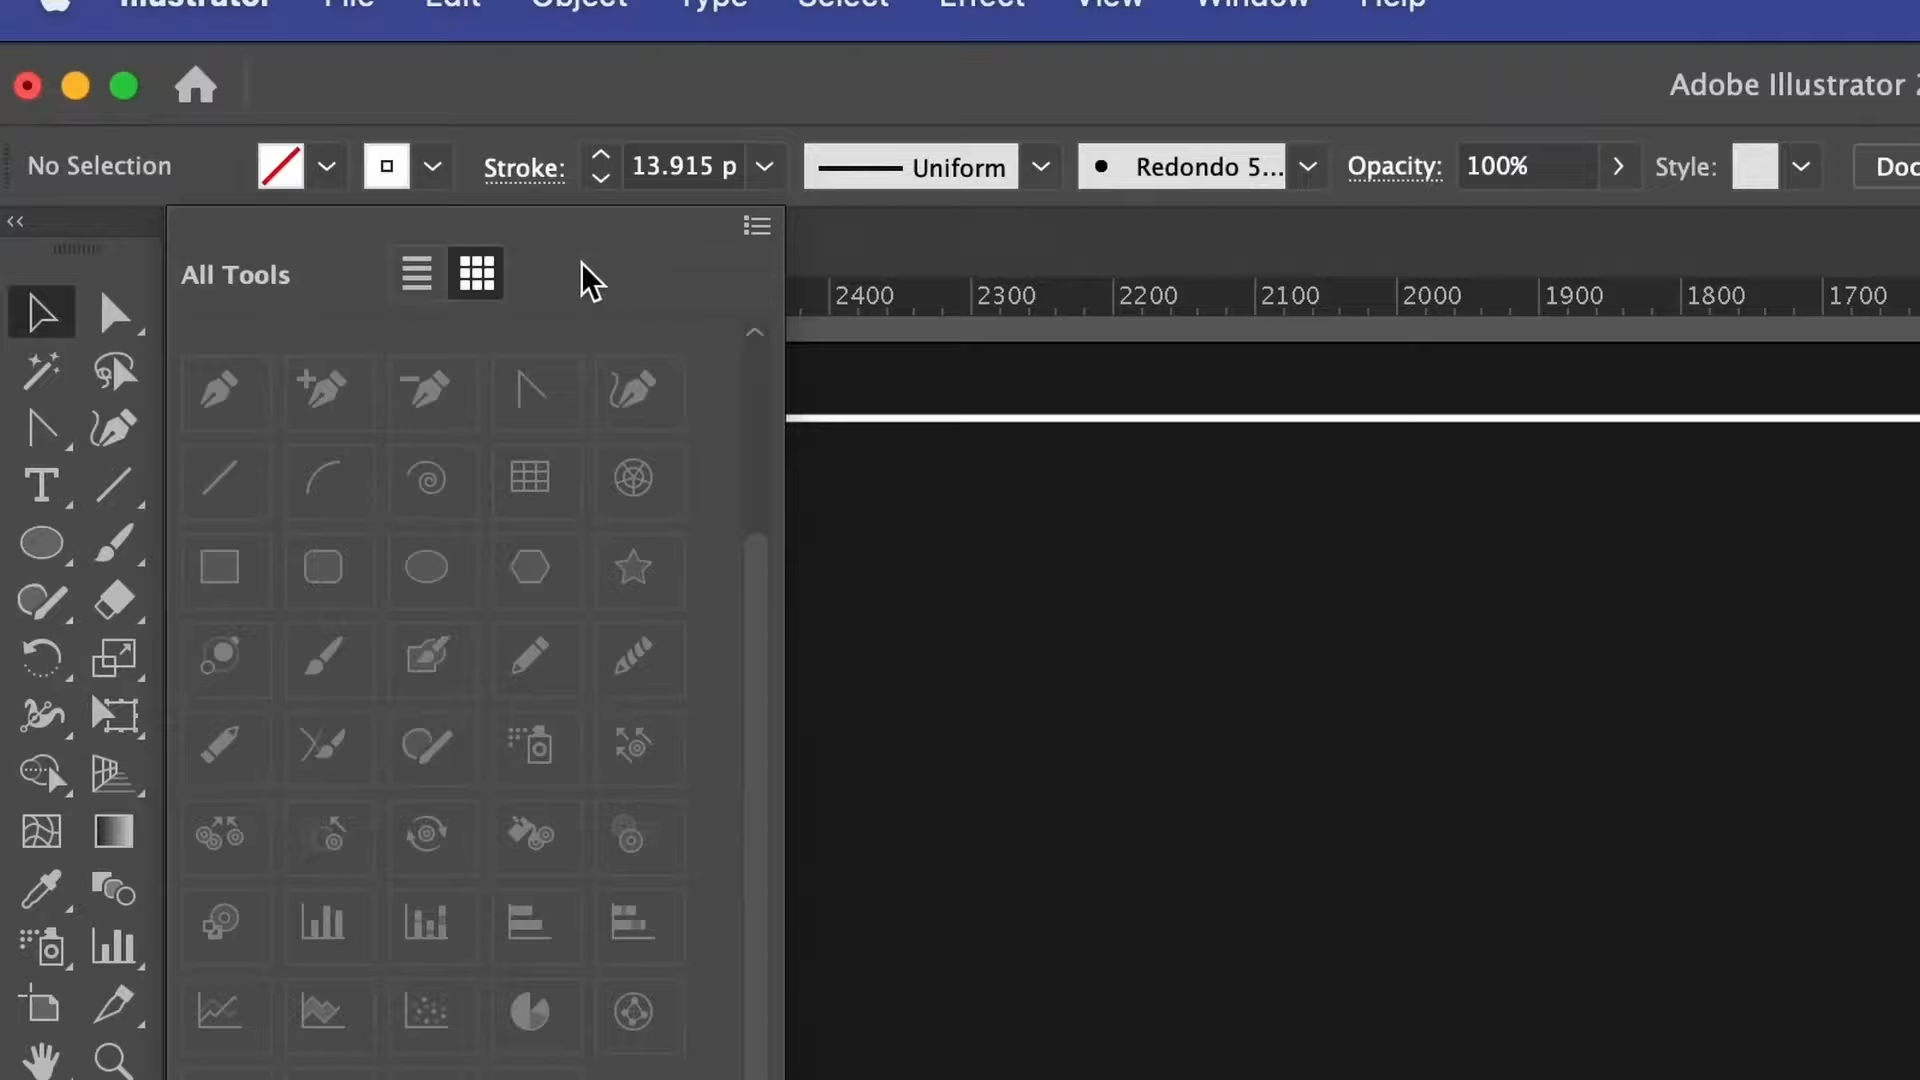 Illustrator File Edit Object Type Select Effect View Window Help
Adobe Illustrator 2
No Selection Stroke: 13.915 p Uniform Redondo 5... Opacity: 100% Style: Doc
All Tools
2400 2300 2200 2100 2000 1900 1800 1700